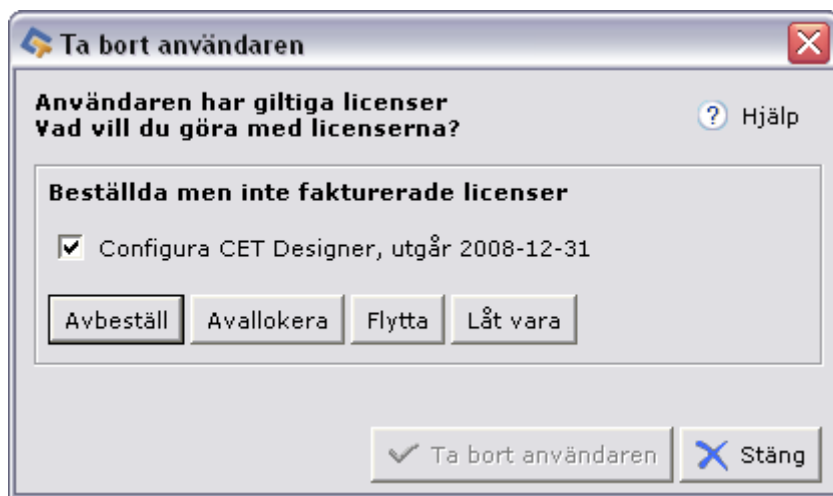 Ta bort användaren
Användaren har giltiga licenser
Vad vill du göra med licenserna?
Hjälp
Beställda men inte fakturerade licenser
Configura CET Designer, utgår 2008-12-31
Avbeställ Avallokera Flytta Låt vara
Ta bort användaren Stäng